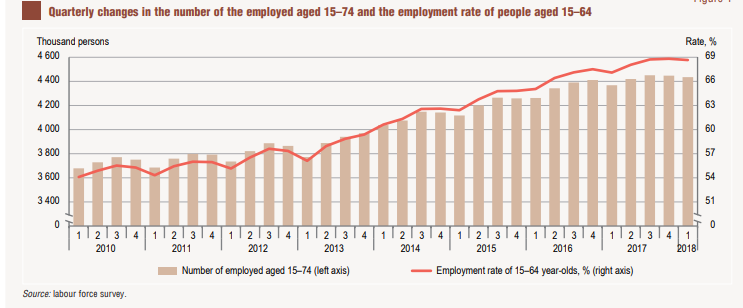 Quarterly changes in the number of the employed aged 15–74 and the employment rate of people aged 15–64
Thousand persons Rate, %
4 600 69
4 400 66
4 200 63
4 000 60
3 800 57
3 600 54
3 400 51
0 0
1 2 3 4 1 2 3 4 1 2 3 4 1 2 3 4 1 2 3 4 1 2 3 4 1 2 3 4 1 2 3 4 1
2010 2011 2012 2013 2014 2015 2016 2017 2018
Number of employed aged 15–74 (left axis) Employment rate of 15–64 year-olds, % (right axis)
Source: labour force survey.